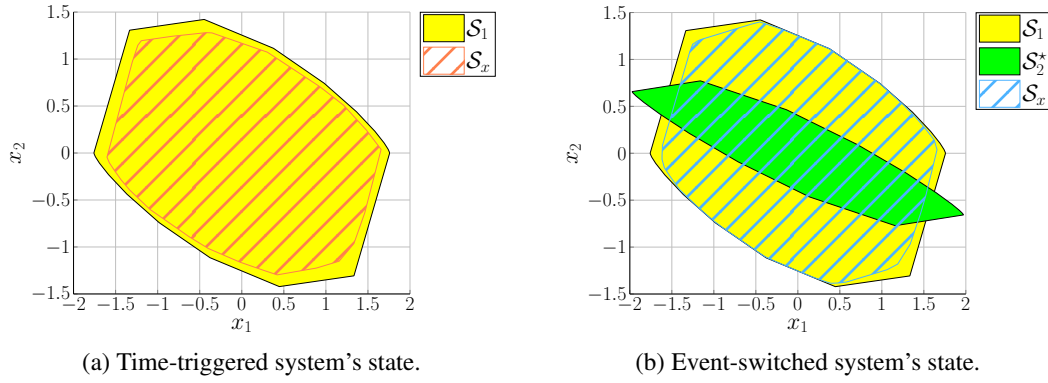 1.5
1
0.5
0
−0.5
−1
−1.5
−2 −1.5 −1 −0.5 0 0.5 1 1.5 2
x₂
x₁
𝒮₁
𝒮ₓ
(a) Time-triggered system's state.
1.5
1
0.5
0
−0.5
−1
−1.5
−2 −1.5 −1 −0.5 0 0.5 1 1.5 2
x₂
x₁
𝒮₁
𝒮₂⋆
𝒮ₓ
(b) Event-switched system's state.